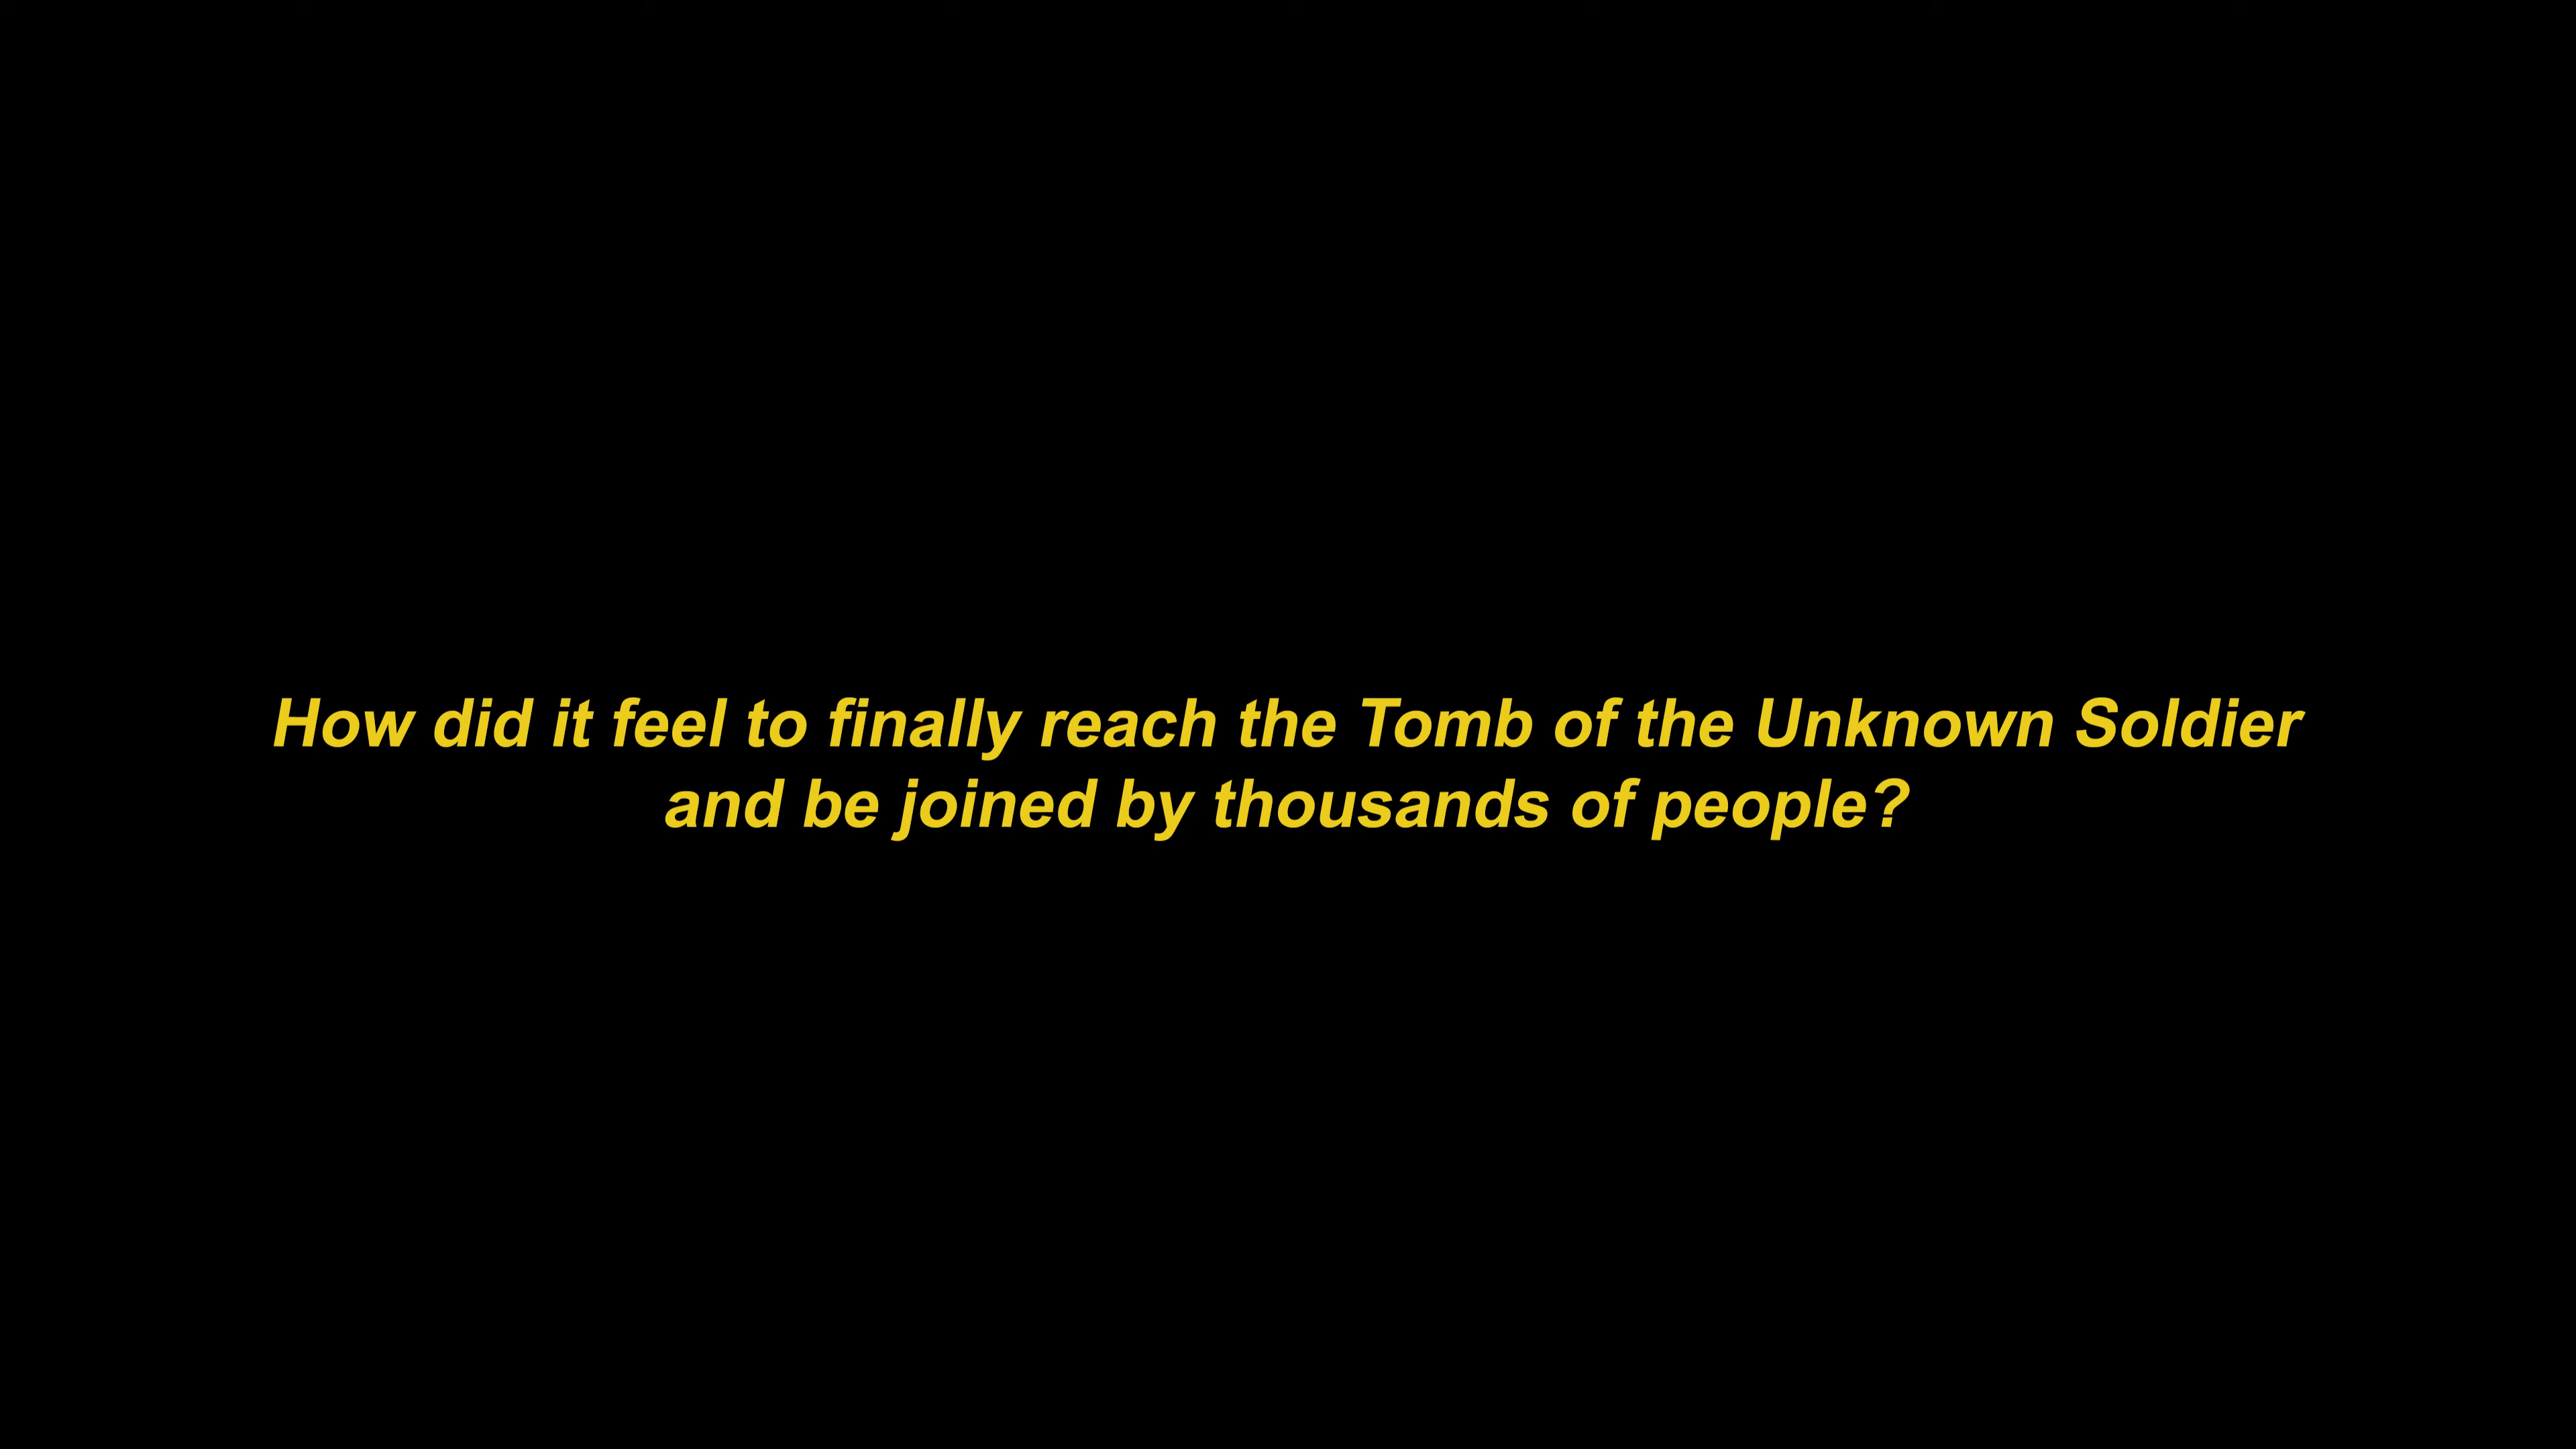 How did it feel to finally reach the Tomb of the Unknown Soldier
and be joined by thousands of people?